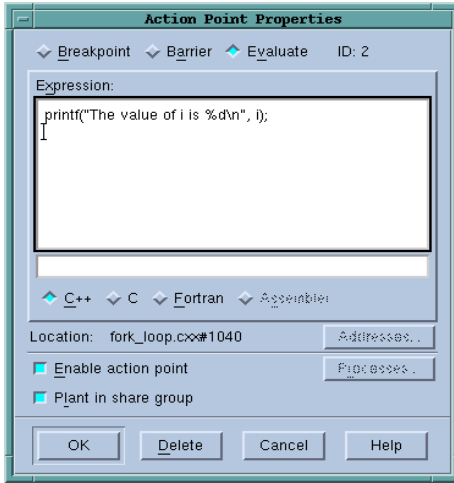 Action Point Properties
Breakpoint Barrier Evaluate ID: 2
Expression:
printf("The value of i is %d\n", i);
C++ C Fortran Assembler
Location: fork_loop.cxx#1040 Addresses..
Enable action point Processes..
Plant in share group
OK Delete Cancel Help